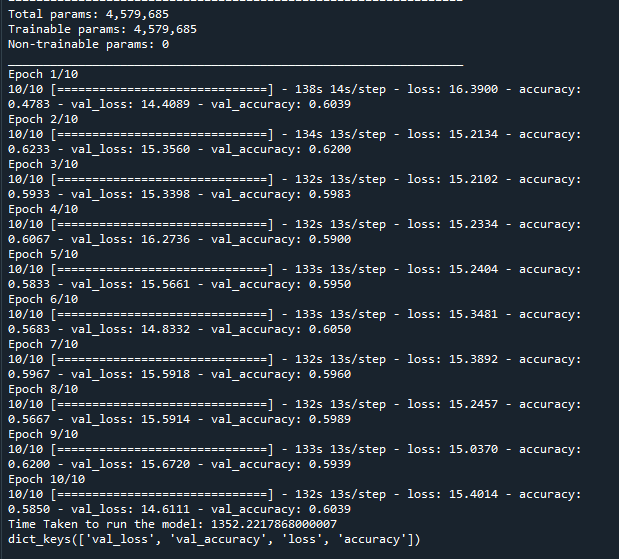 =================================================================
Total params: 4,579,685
Trainable params: 4,579,685
Non-trainable params: 0
_________________________________________________________________
Epoch 1/10
10/10 [==============================] - 138s 14s/step - loss: 16.3900 - accuracy:
0.4783 - val_loss: 14.4089 - val_accuracy: 0.6039
Epoch 2/10
10/10 [==============================] - 134s 13s/step - loss: 15.2134 - accuracy:
0.6233 - val_loss: 15.3560 - val_accuracy: 0.6200
Epoch 3/10
10/10 [==============================] - 132s 13s/step - loss: 15.2102 - accuracy:
0.5933 - val_loss: 15.3398 - val_accuracy: 0.5983
Epoch 4/10
10/10 [==============================] - 132s 13s/step - loss: 15.2334 - accuracy:
0.6067 - val_loss: 16.2736 - val_accuracy: 0.5900
Epoch 5/10
10/10 [==============================] - 133s 13s/step - loss: 15.2404 - accuracy:
0.5833 - val_loss: 15.5661 - val_accuracy: 0.5950
Epoch 6/10
10/10 [==============================] - 133s 13s/step - loss: 15.3481 - accuracy:
0.5683 - val_loss: 14.8332 - val_accuracy: 0.6050
Epoch 7/10
10/10 [==============================] - 132s 13s/step - loss: 15.3892 - accuracy:
0.5967 - val_loss: 15.5918 - val_accuracy: 0.5960
Epoch 8/10
10/10 [==============================] - 132s 13s/step - loss: 15.2457 - accuracy:
0.5667 - val_loss: 15.5914 - val_accuracy: 0.5989
Epoch 9/10
10/10 [==============================] - 133s 13s/step - loss: 15.0370 - accuracy:
0.6200 - val_loss: 15.6720 - val_accuracy: 0.5939
Epoch 10/10
10/10 [==============================] - 132s 13s/step - loss: 15.4014 - accuracy:
0.5850 - val_loss: 14.6111 - val_accuracy: 0.6039
Time Taken to run the model: 1352.2217868000007
dict_keys(['val_loss', 'val_accuracy', 'loss', 'accuracy'])